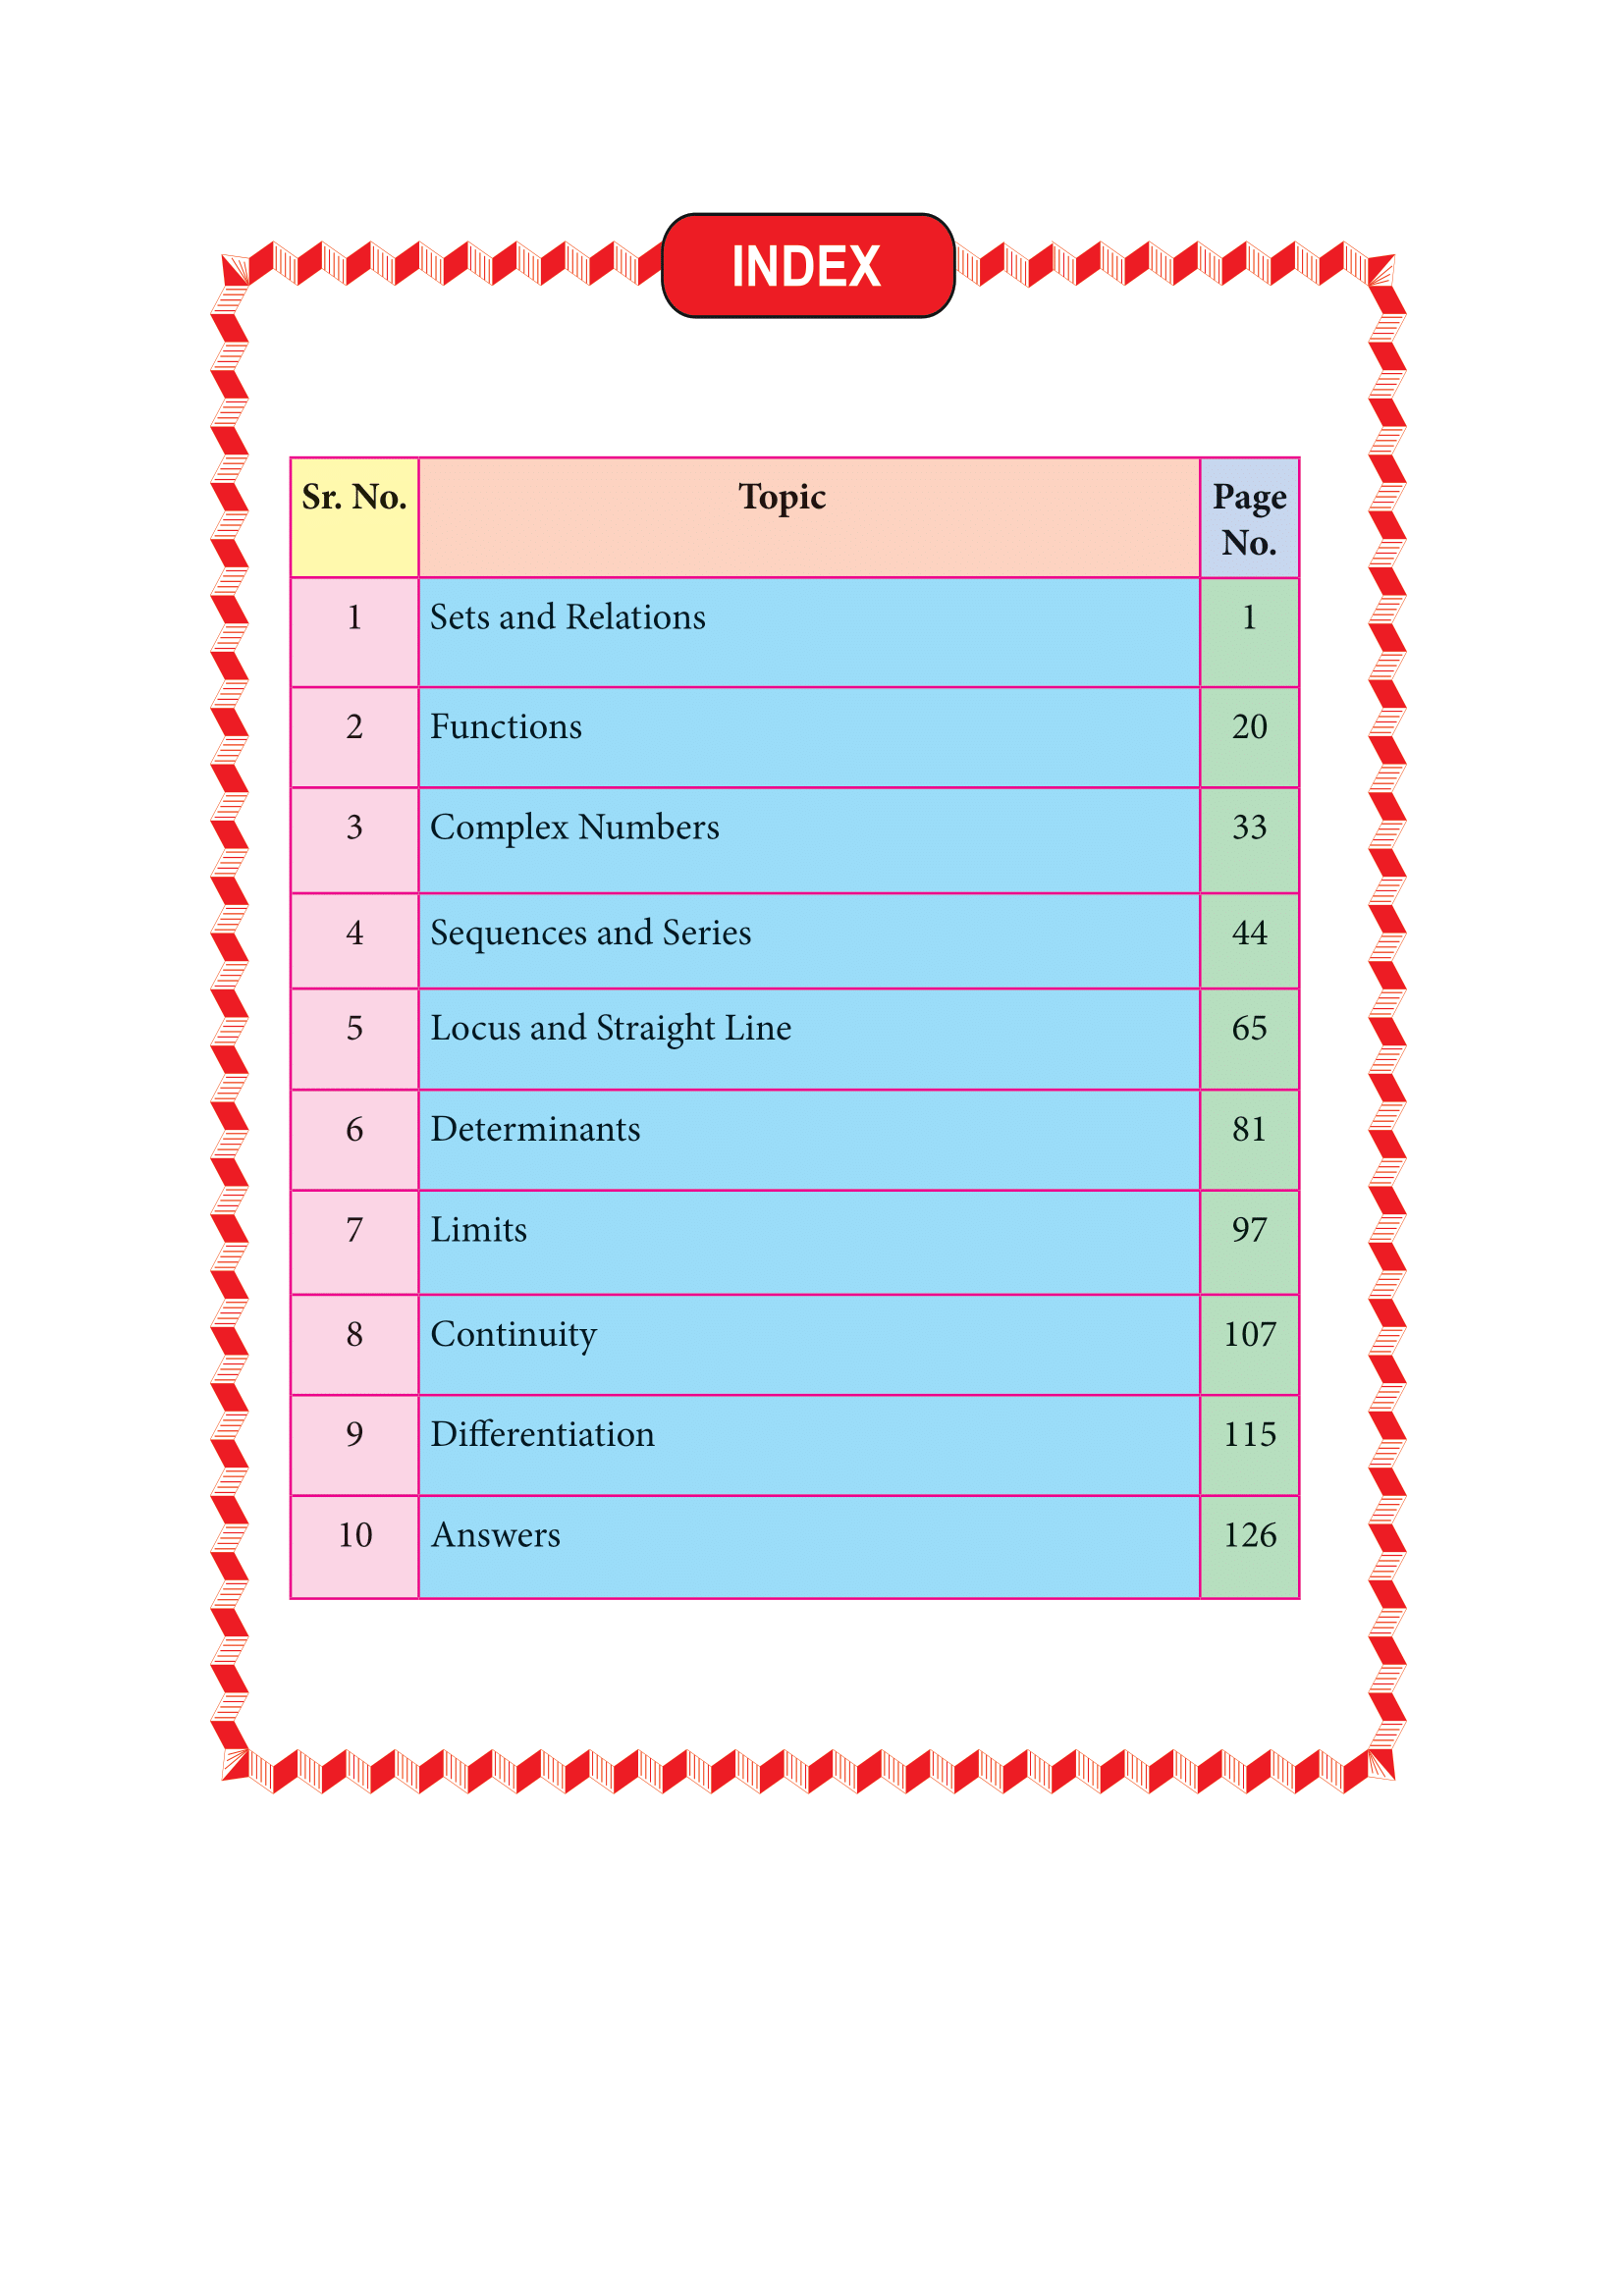 INDEX
Sr. No. Topic Page No.
1 Sets and Relations 1
2 Functions 20
3 Complex Numbers 33
4 Sequences and Series 44
5 Locus and Straight Line 65
6 Determinants 81
7 Limits 97
8 Continuity 107
9 Differentiation 115
10 Answers 126